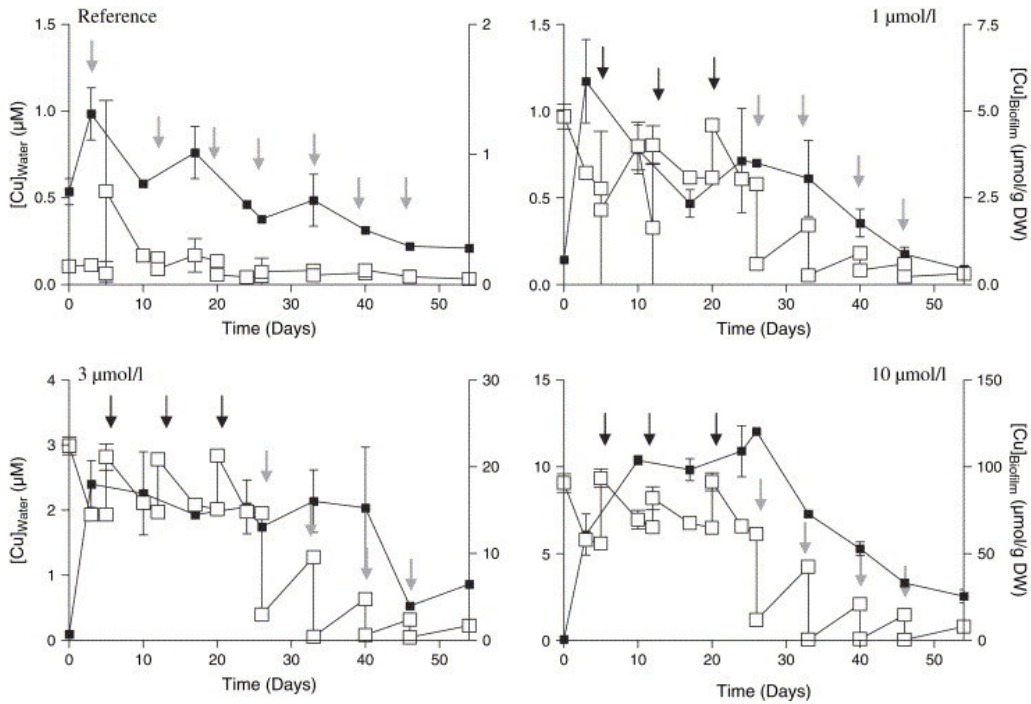 Reference
1.5
1.0
0.5
0.0
[Cu]Water (µM)
2
1
0
0 10 20 30 40 50
Time (Days)
1 µmol/l
1.5
1.0
0.5
0.0
7.5
5.0
2.5
0.0
[Cu]Biofilm (µmol/g DW)
0 10 20 30 40 50
Time (Days)
3 µmol/l
4
3
2
1
0
[Cu]Water (µM)
30
20
10
0
0 10 20 30 40 50
Time (Days)
10 µmol/l
15
10
5
0
150
100
50
0
[Cu]Biofilm (µmol/g DW)
0 10 20 30 40 50
Time (Days)